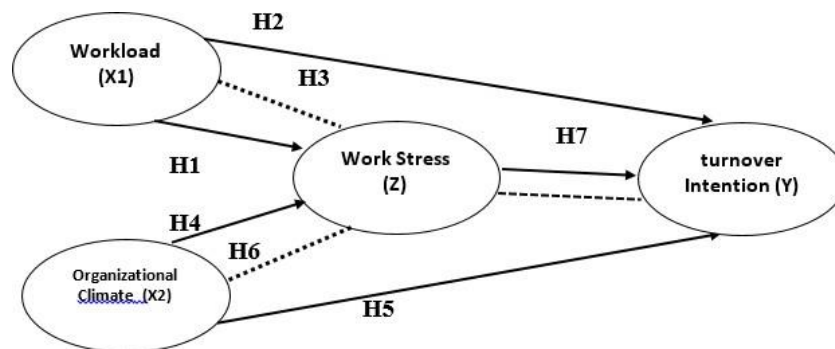 H2
Workload
(X1)
H3
H7
H1
Work Stress
(Z)
turnover
Intention (Y)
H4
H6
Organizational
Climate (X2)
H5